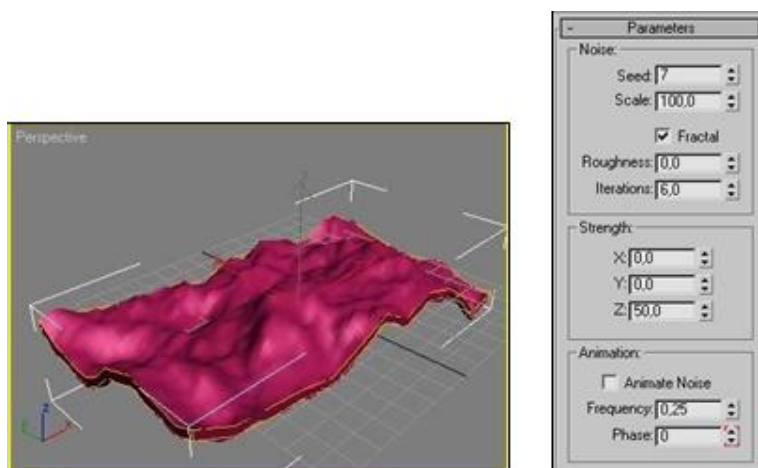 Perspective
z
x
- Parameters
Noise:
Seed: 7
Scale: 100,0
Fractal
Roughness: 0,0
Iterations: 6,0
Strength:
X: 0,0
Y: 0,0
Z: 50,0
Animation:
Animate Noise
Frequency: 0,25
Phase: 0